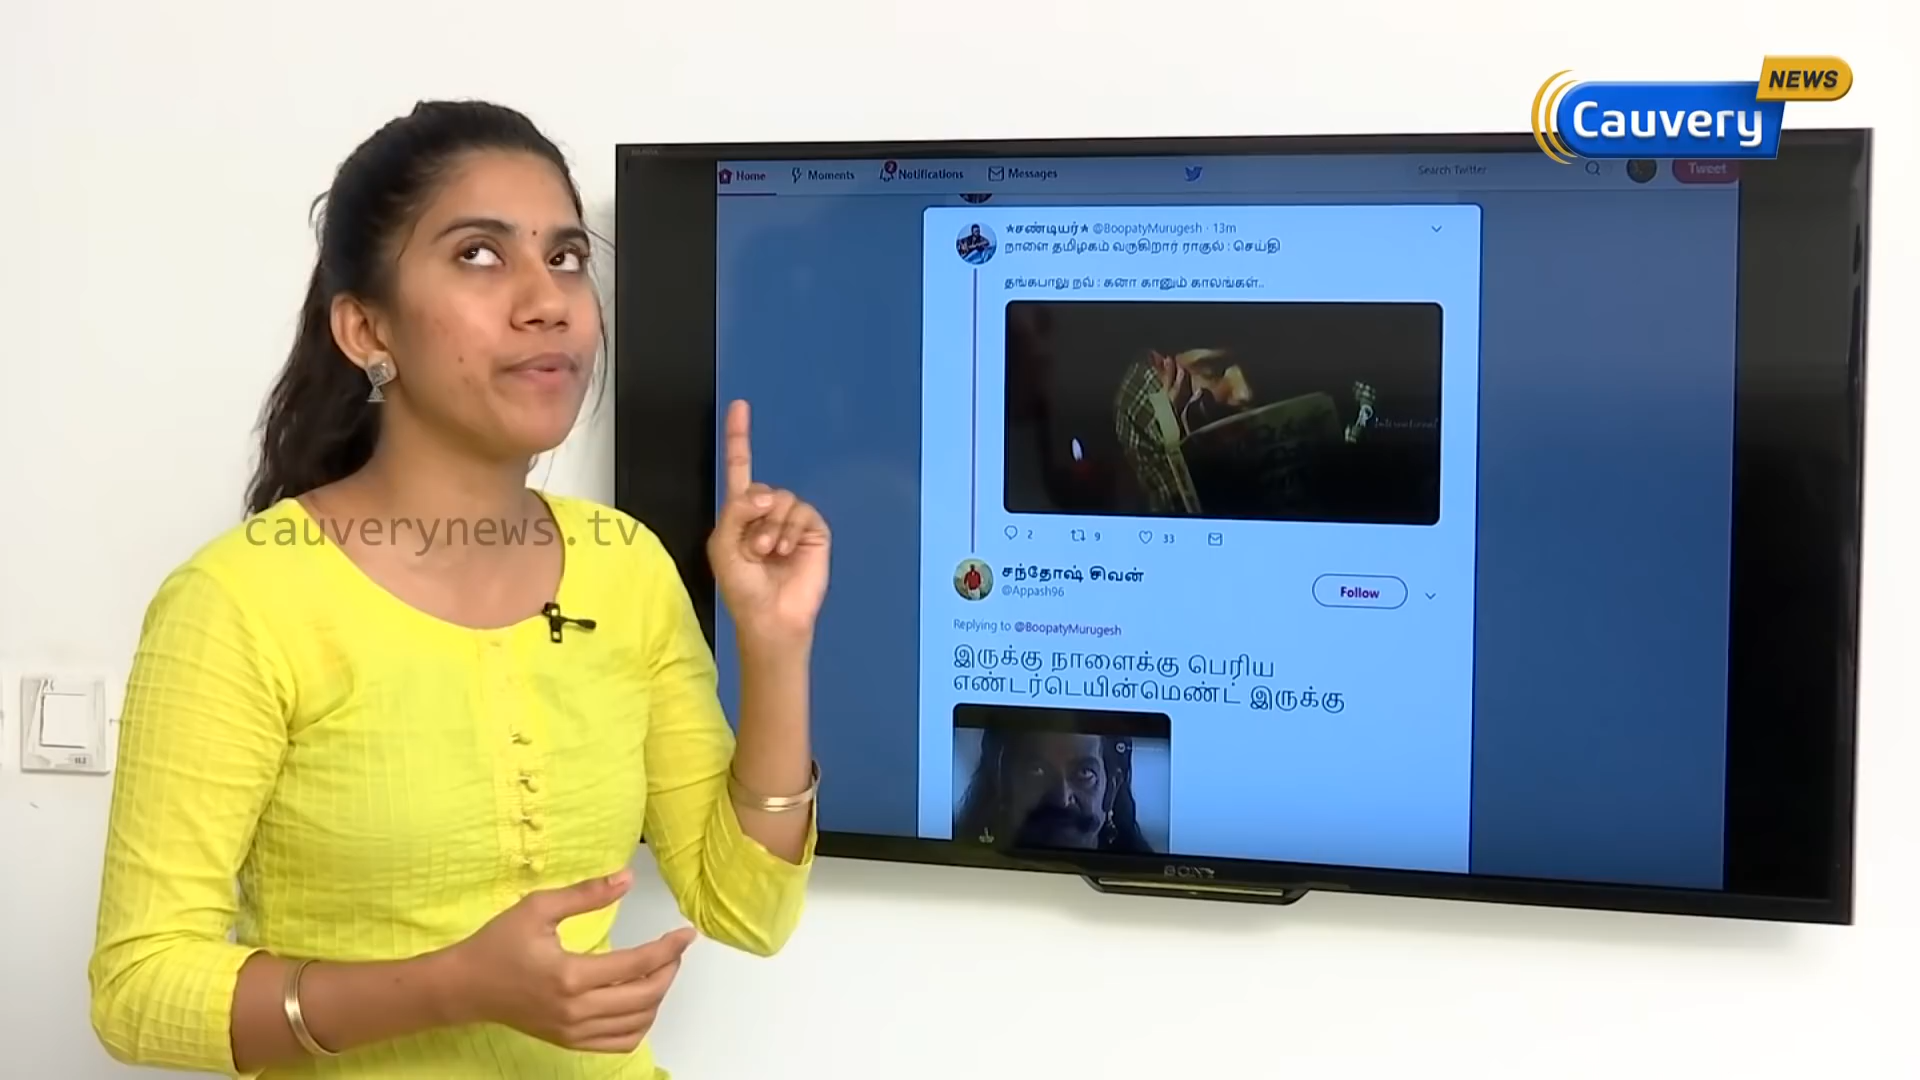 NEWS
Cauvery
Home Moments 2 Notifications Messages Search Twitter Tweet
★சண்டியர்★ @BoopatyMurugesh · 13m
நாளை தமிழகம் வருகிறார் ராகுல் : செய்தி
தங்கபாலு நவ் : கனா கானும் காலங்கள்..
2 9 33
சந்தோஷ் சிவன்
@Appash96
Follow
Replying to @BoopatyMurugesh
இருக்கு நாளைக்கு பெரிய
எண்டர்டெயின்மெண்ட் இருக்கு
SONY
cauverynews.tv